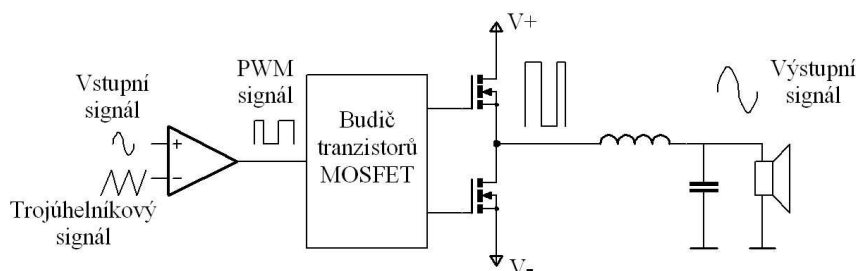 Vstupní
signál
+
−
Trojúhelníkový
signál
PWM
signál
Budič
tranzistorů
MOSFET
V+
V-
Výstupní
signál